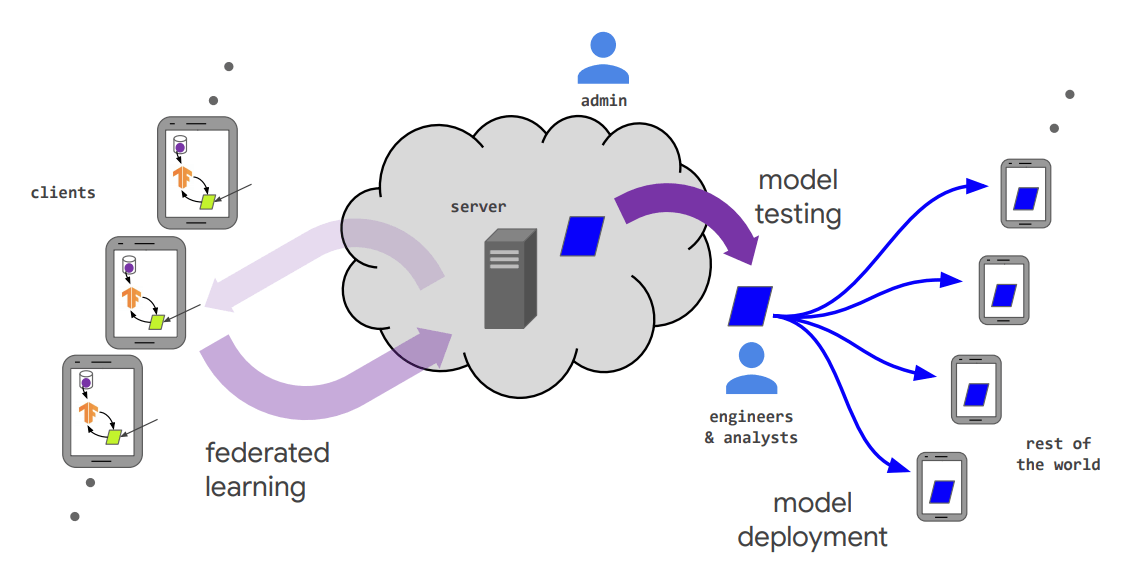 admin
clients
server
model
testing
federated
learning
engineers
& analysts
rest of
the world
model
deployment